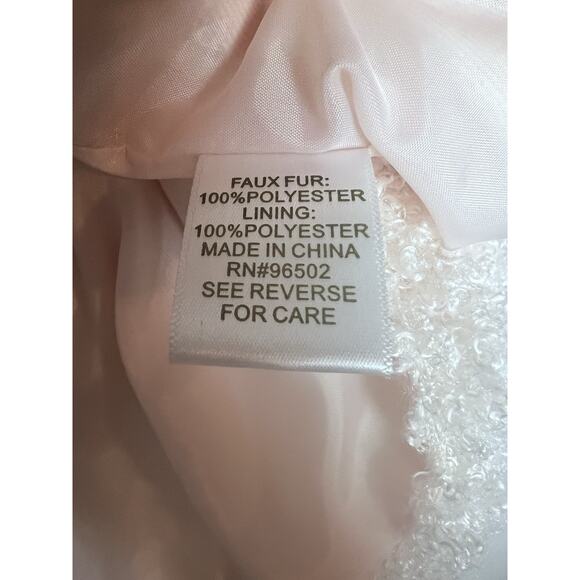 FAUX FUR:
100%POLYESTER
LINING:
100%POLYESTER
MADE IN CHINA
RN#96502
SEE REVERSE
FOR CARE